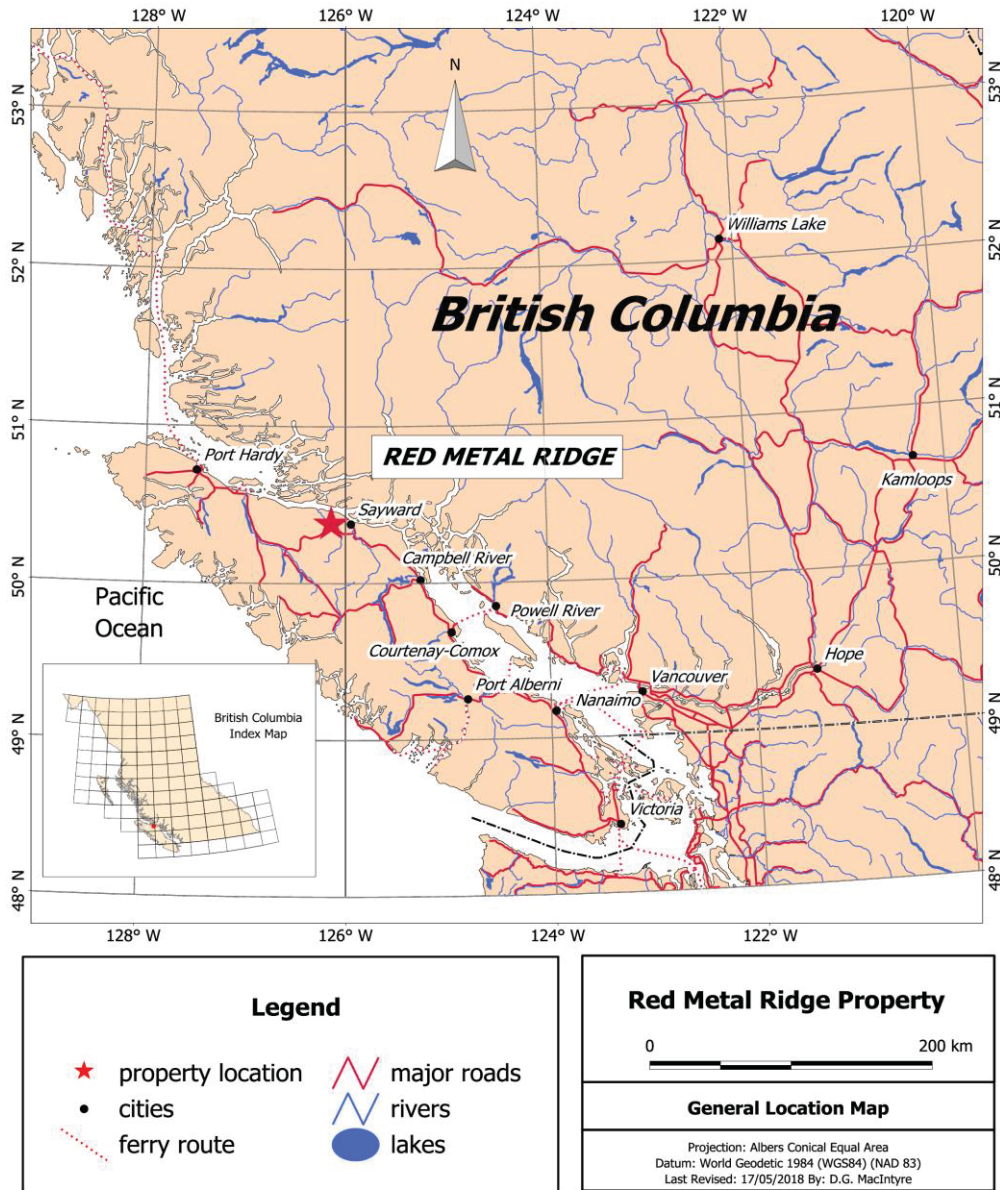 128° W
126° W
124° W
122° W
120° W
N
53° N
53° N
Williams Lake
52° N
52° N
British Columbia
51° N
51° N
Port Hardy
RED METAL RIDGE
Kamloops
Sayward
Campbell River
50° N
50° N
Pacific
Ocean
Powell River
Courtenay-Comox
Hope
Port Alberni
Vancouver
Nanaimo
British Columbia
Index Map
49° N
49° N
Victoria
48° N
48° N
128° W
126° W
124° W
122° W
Legend
property location
major roads
cities
rivers
ferry route
lakes
Red Metal Ridge Property
0
200 km
General Location Map
Projection: Albers Conical Equal Area
Datum: World Geodetic 1984 (WGS84) (NAD 83)
Last Revised: 17/05/2018 By: D.G. MacIntyre